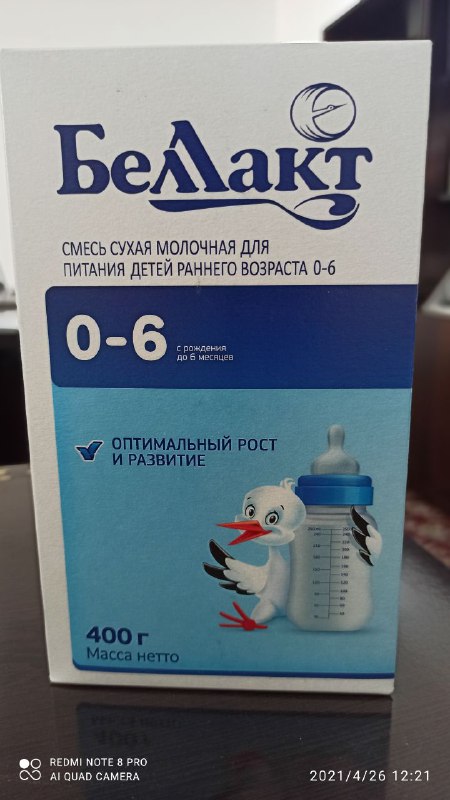 Беллакт
СМЕСЬ СУХАЯ МОЛОЧНАЯ ДЛЯ
ПИТАНИЯ ДЕТЕЙ РАННЕГО ВОЗРАСТА 0-6
0-6
с рождения
до 6 месяцев
ОПТИМАЛЬНЫЙ РОСТ
И РАЗВИТИЕ
400 г
Масса нетто
REDMI NOTE 8 PRO
AI QUAD CAMERA
2021/4/26 12:21